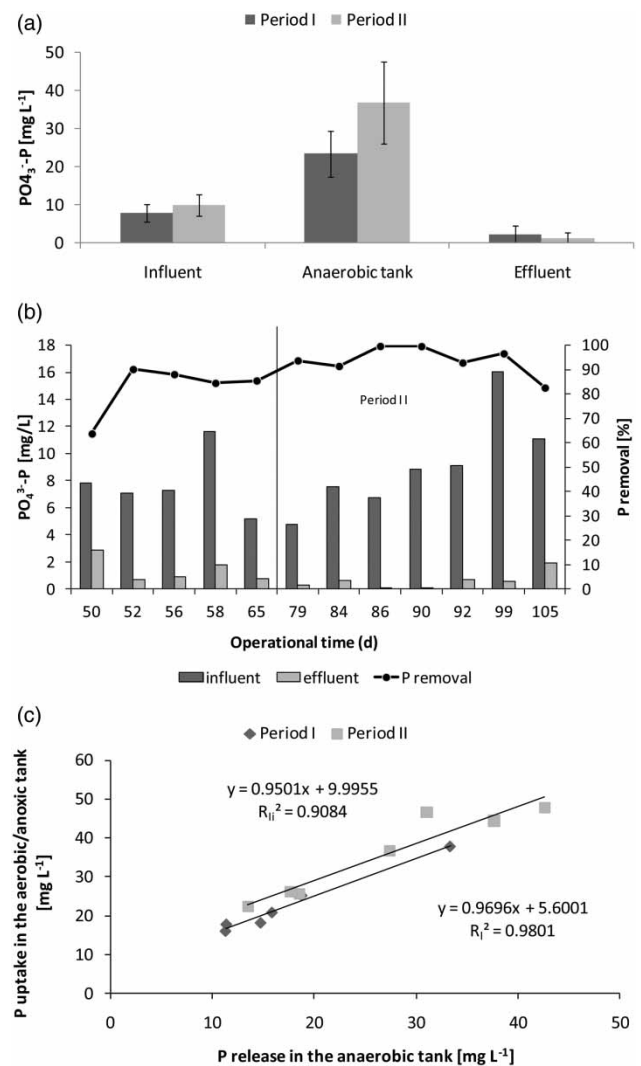 (a)
Period I Period II
PO4₃⁻-P [mg L⁻¹]
50
40
30
20
10
0
Influent Anaerobic tank Effluent
(b)
PO₄³⁻-P [mg/L]
18
16
14
12
10
8
6
4
2
0
Period II
100
90
80
70
60
50
40
30
20
10
0
P removal [%]
50 52 56 58 65 79 84 86 90 92 99 105
Operational time (d)
influent effluent P removal
(c)
Period I Period II
P uptake in the aerobic/anoxic tank
[mg L⁻¹]
60
50
40
30
20
10
0
y = 0.9501x + 9.9955
R_Ii² = 0.9084
y = 0.9696x + 5.6001
R_I² = 0.9801
0 10 20 30 40 50
P release in the anaerobic tank [mg L⁻¹]